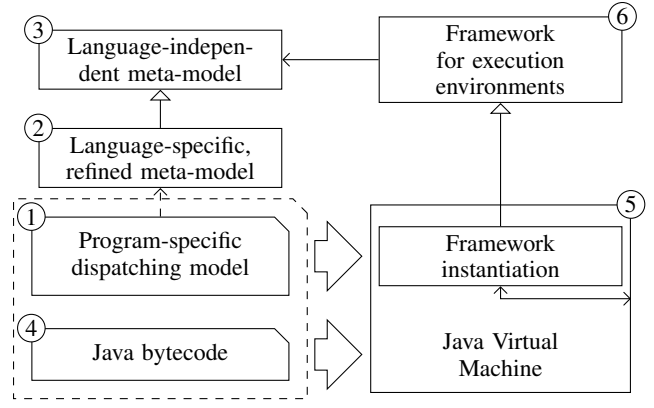 3
Language-indepen-
dent meta-model
6
Framework
for execution
environments
2
Language-specific,
refined meta-model
1
Program-specific
dispatching model
5
Framework
instantiation
4
Java bytecode
Java Virtual
Machine